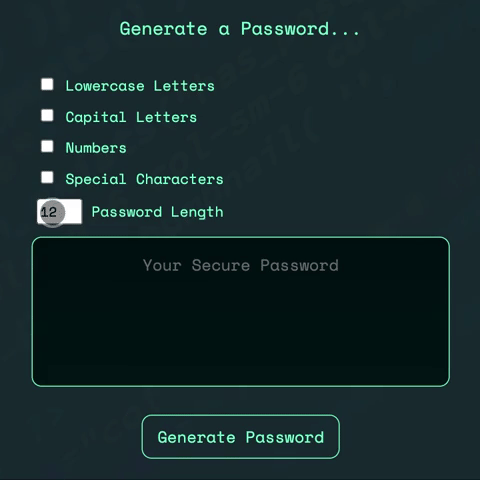 Generate a Password...
Lowercase Letters
Capital Letters
Numbers
Special Characters
12 Password Length
Your Secure Password
Generate Password